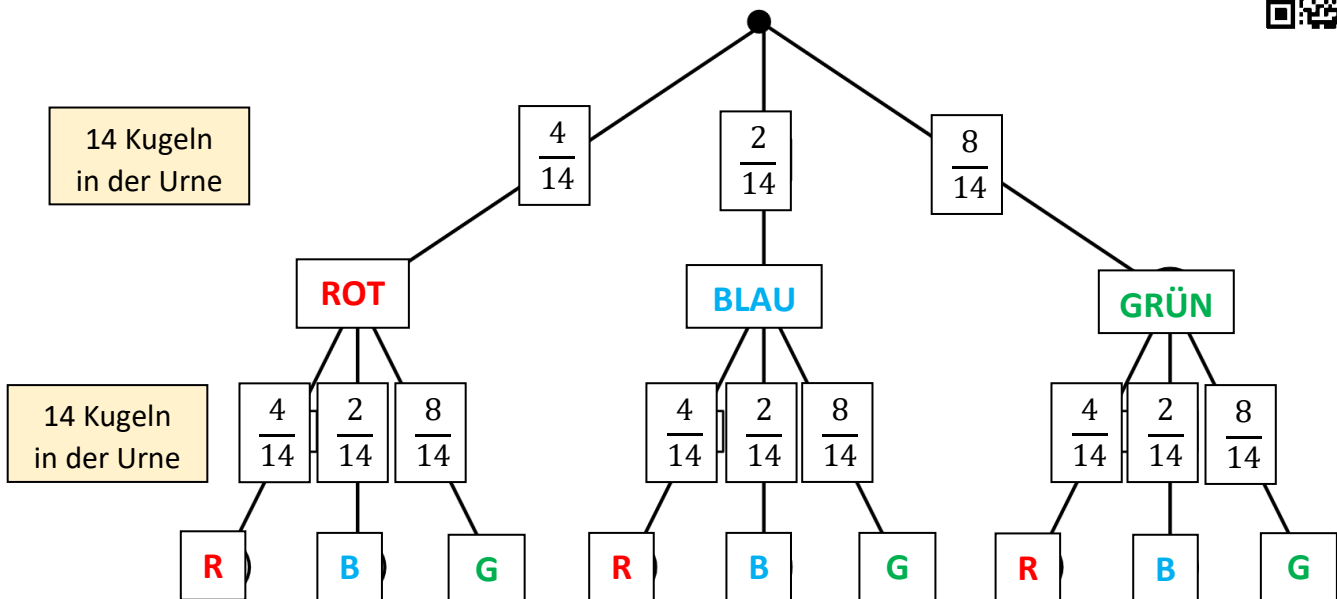 14 Kugeln
in der Urne
4/14 2/14 8/14
ROT BLAU GRÜN
14 Kugeln
in der Urne
4/14 2/14 8/14 4/14 2/14 8/14 4/14 2/14 8/14
R B G R B G R B G